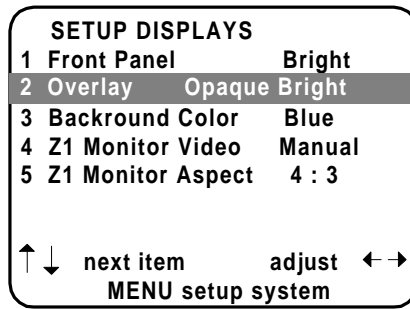 SETUP DISPLAYS
1 Front Panel Bright
2 Overlay Opaque Bright
3 Backround Color Blue
4 Z1 Monitor Video Manual
5 Z1 Monitor Aspect 4 : 3
↑↓ next item adjust ←→
MENU setup system